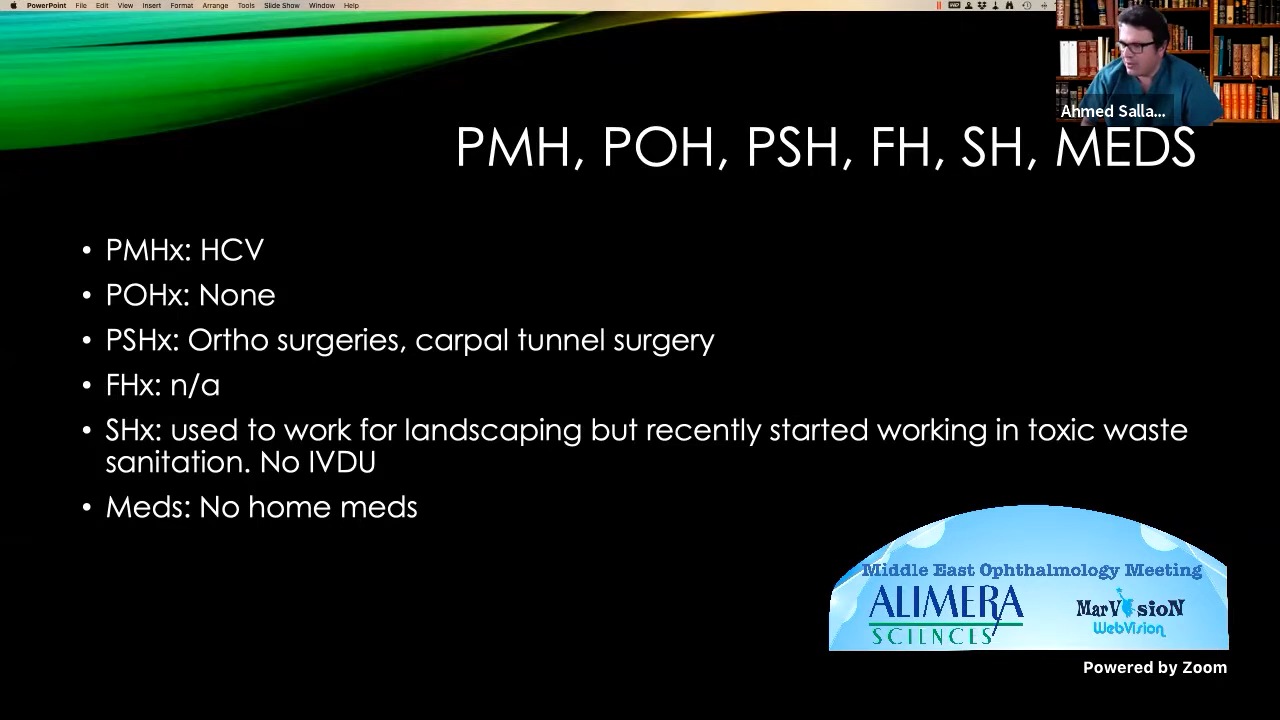 PowerPoint File Edit View Insert Format Arrange Tools Slide Show Window Help
Ahmed Salla...
PMH, POH, PSH, FH, SH, MEDS
• PMHx: HCV
• POHx: None
• PSHx: Ortho surgeries, carpal tunnel surgery
• FHx: n/a
• SHx: used to work for landscaping but recently started working in toxic waste
sanitation. No IVDU
• Meds: No home meds
Middle East Ophthalmology Meeting
ALIMERA
SCIENCES
MarVisioN
WebVision
Powered by Zoom